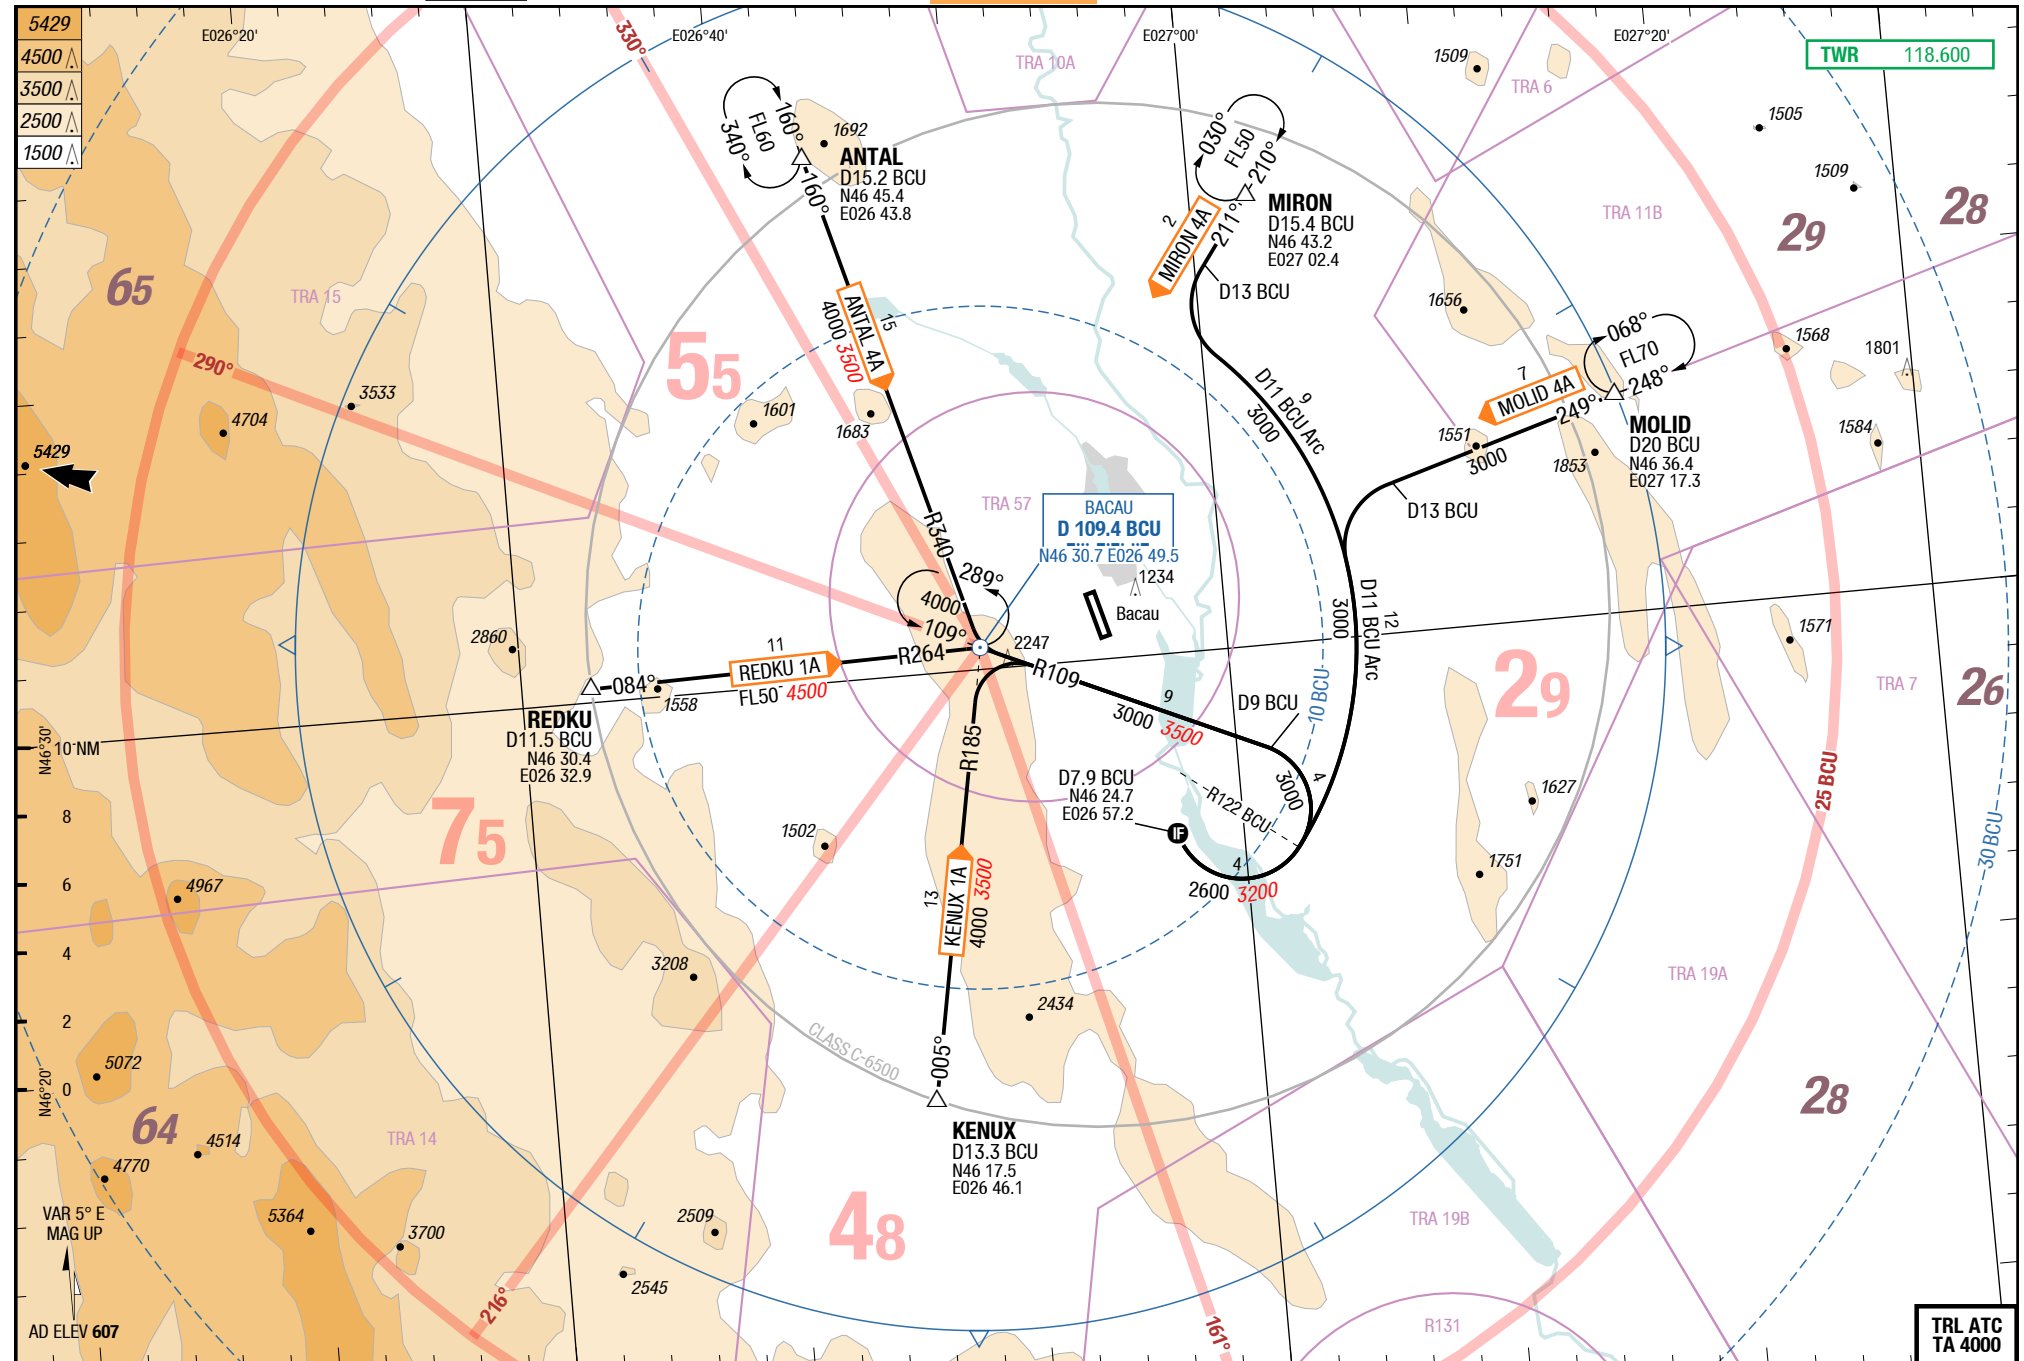 5429
4500
3500
2500
1500
E026°20'
E026°40'
E027°00'
E027°20'
TWR 118.600
330°
TRA 10A
TRA 6
1509
1505
1509
28
29
TRA 11B
160°
340°
FL60
1692
ANTAL
D15.2 BCU
N46 45.4
E026 43.8
160°
030°
FL50
210°
MIRON
D15.4 BCU
N46 43.2
E027 02.4
211°
2
MIRON 4A
D13 BCU
65
TRA 15
290°
3533
4704
5429
55
ANTAL 4A
15
4000 3500
1601
1683
R340
TRA 57
D11 BCU Arc
9
3000
1656
068°
FL70
248°
249°
7
MOLID 4A
MOLID
D20 BCU
N46 36.4
E027 17.3
1551
3000
1853
D13 BCU
1568
1801
1584
BACAU
D 109.4 BCU
N46 30.7 E026 49.5
1234
Bacau
289°
4000
109°
2247
2860
11
REDKU 1A
R264
084°
FL50 4500
1558
REDKU
D11.5 BCU
N46 30.4
E026 32.9
R109
9
3000 3500
D9 BCU
10 BCU
3000
12
D11 BCU Arc
3000
4
29
1571
TRA 7
26
N46°30'
10 NM
8
6
4
2
0
N46°20'
R185
D7.9 BCU
N46 24.7
E026 57.2
IF
R122 BCU
4
2600 3200
1627
25 BCU
30 BCU
1751
75
1502
4967
13
KENUX 1A
4000 3500
3208
2434
CLASS C-6500
005°
KENUX
D13.3 BCU
N46 17.5
E026 46.1
TRA 19A
28
5072
64
4514
4770
TRA 14
VAR 5° E
MAG UP
5364
3700
2509
2545
48
TRA 19B
216°
161°
R131
AD ELEV 607
TRL ATC
TA 4000